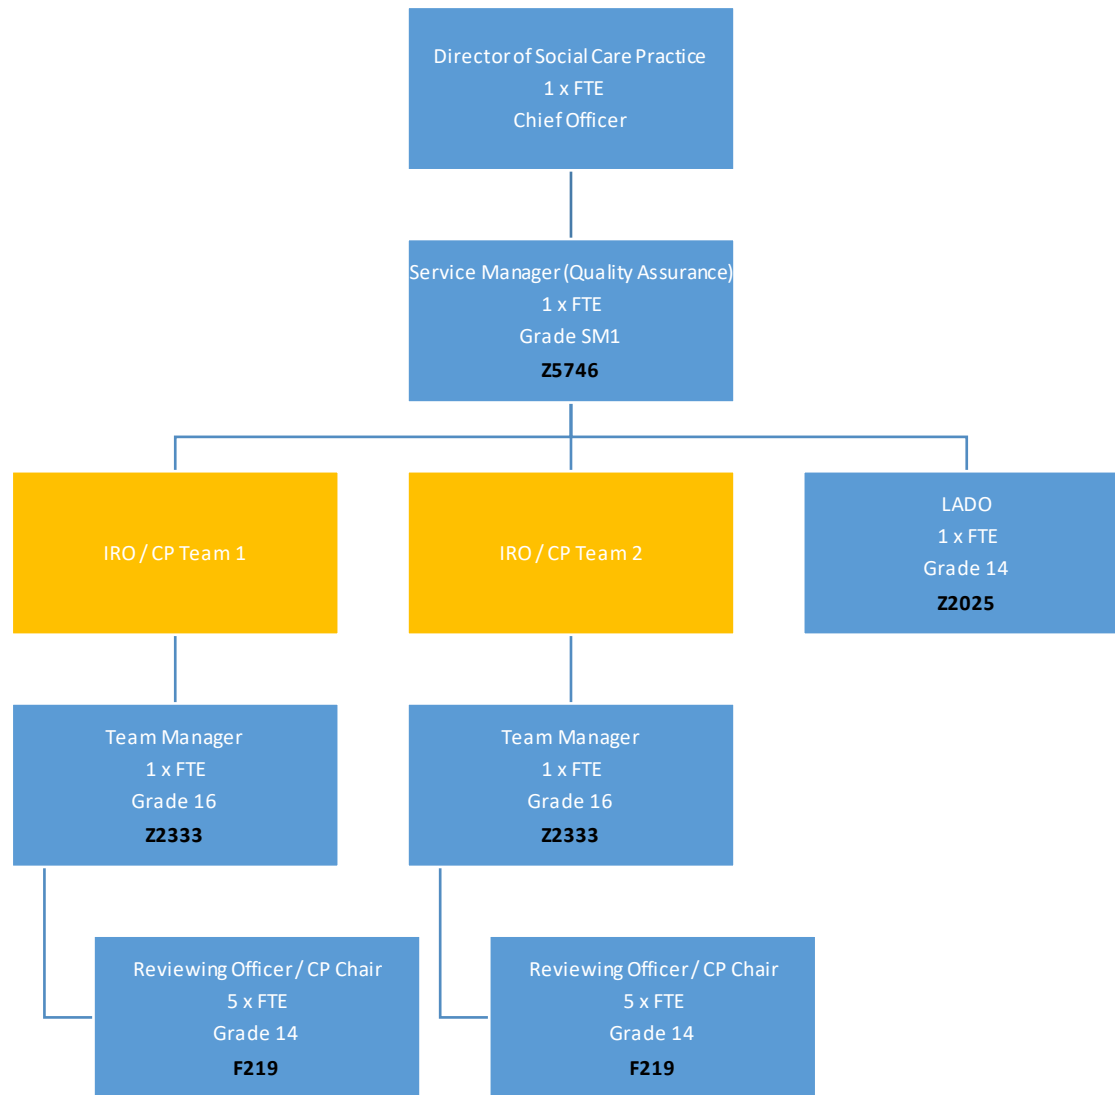 Director of Social Care Practice
1 x FTE
Chief Officer
Service Manager (Quality Assurance)
1 x FTE
Grade SM1
Z5746
IRO / CP Team 1
IRO / CP Team 2
LADO
1 x FTE
Grade 14
Z2025
Team Manager
1 x FTE
Grade 16
Z2333
Team Manager
1 x FTE
Grade 16
Z2333
Reviewing Officer / CP Chair
5 x FTE
Grade 14
F219
Reviewing Officer / CP Chair
5 x FTE
Grade 14
F219